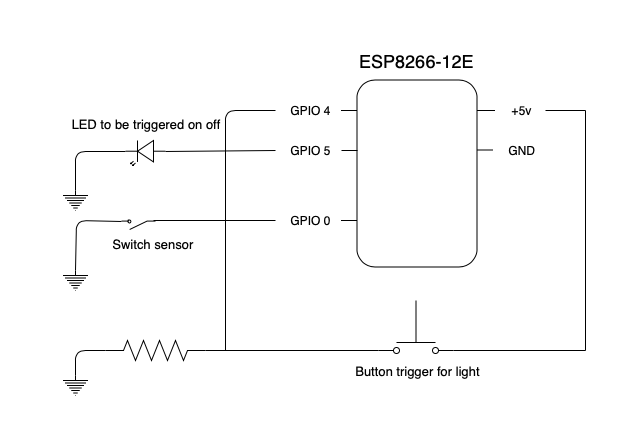 ESP8266-12E
GPIO 4
+5v
LED to be triggered on off
GPIO 5
GND
GPIO 0
Switch sensor
Button trigger for light